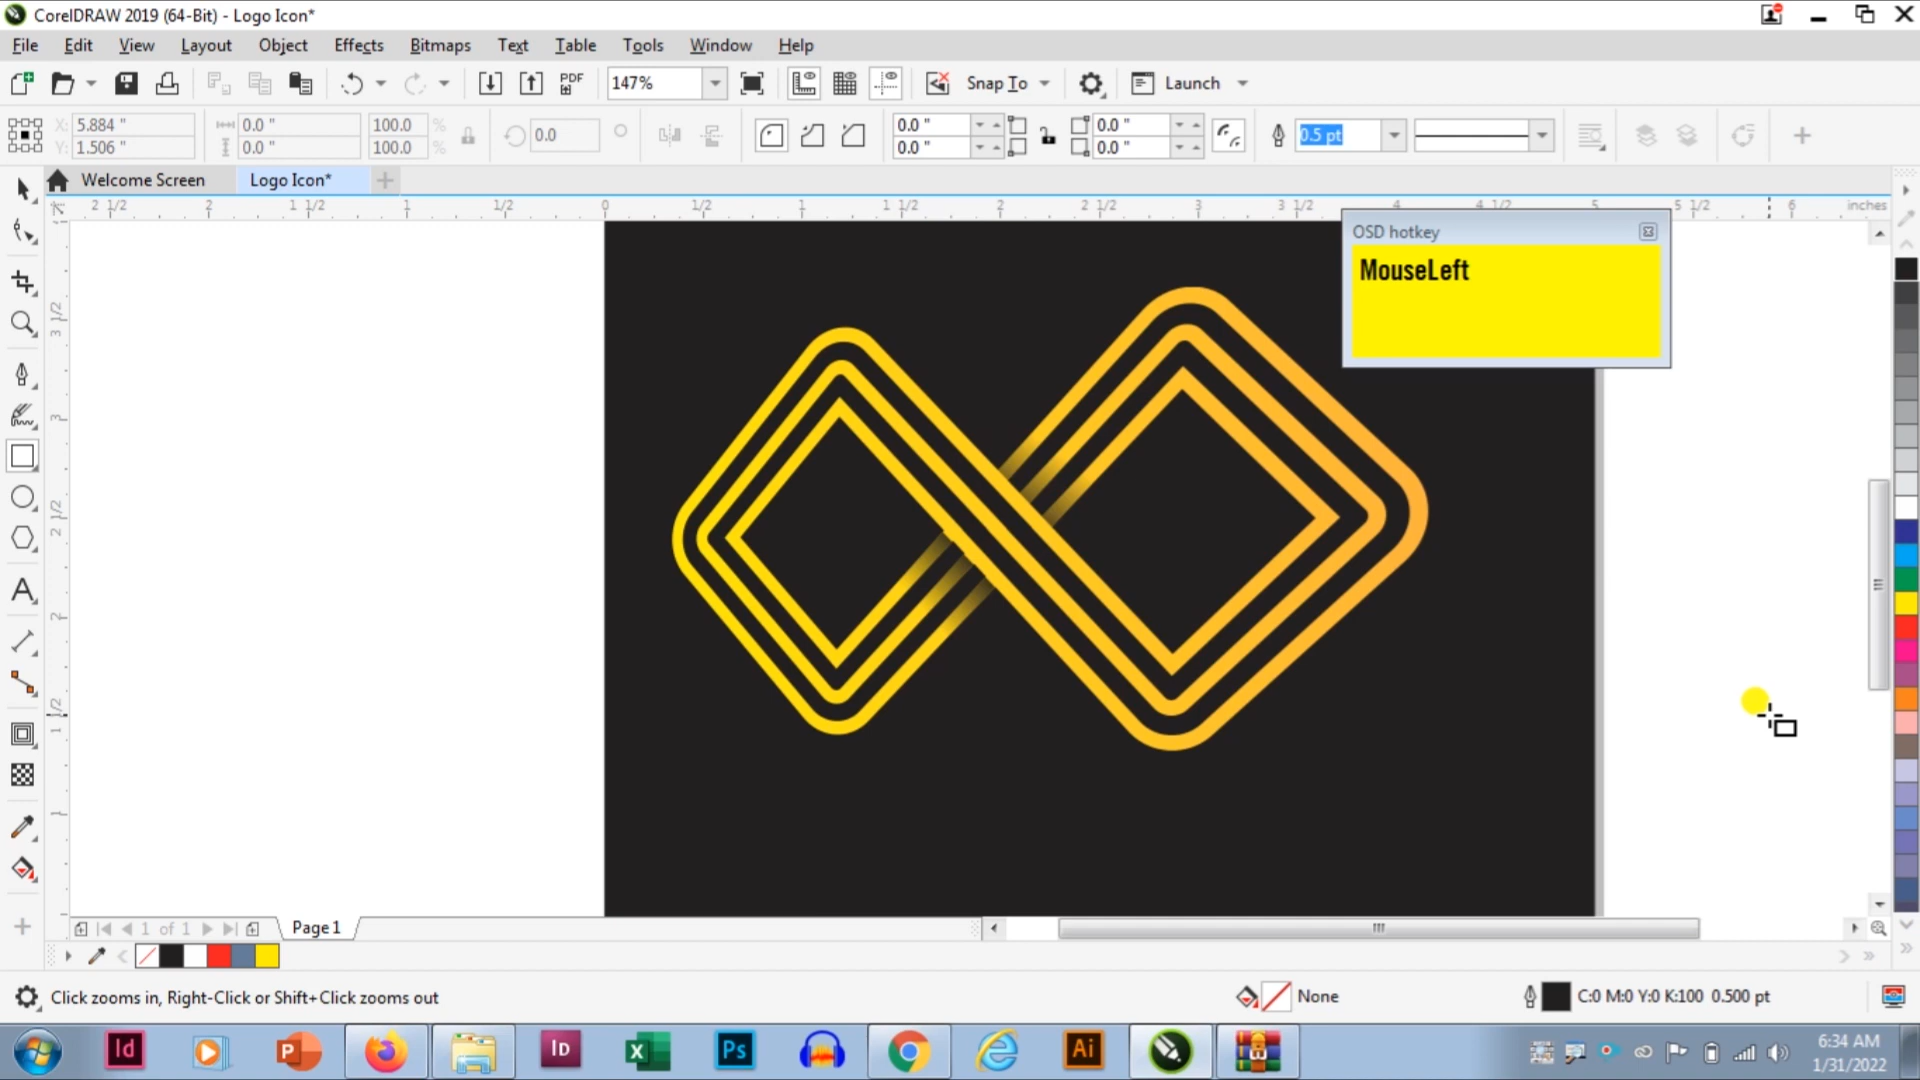 CorelDRAW 2019 (64-Bit) - Logo Icon*
File Edit View Layout Object Effects Bitmaps Text Table Tools Window Help
PDF 147% Snap To Launch
X: 5.884 " 0.0 " 100.0 % 0.0 0.0 " 0.0 " 0.5 pt
Y: 1.506 " 0.0 " 100.0 % 0.0 " 0.0 "
Welcome Screen Logo Icon*
2 1/2 2 1 1/2 1 1/2 0 1/2 1 1 1/2 2 2 1/2 3 3 1/2 4 4 1/2 5 5 1/2 6 inches
OSD hotkey
MouseLeft
3 1/2
3
2 1/2
2
1 1/2
1
1 of 1 Page 1
Click zooms in, Right-Click or Shift+Click zooms out None C:0 M:0 Y:0 K:100 0.500 pt
Id P ID X Ps Ai
6:34 AM
1/31/2022